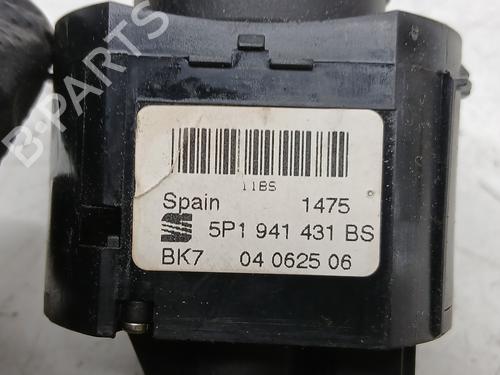 B-PARTS
11BS
Spain 1475
5P1 941 431 BS
BK7 04 0625 06